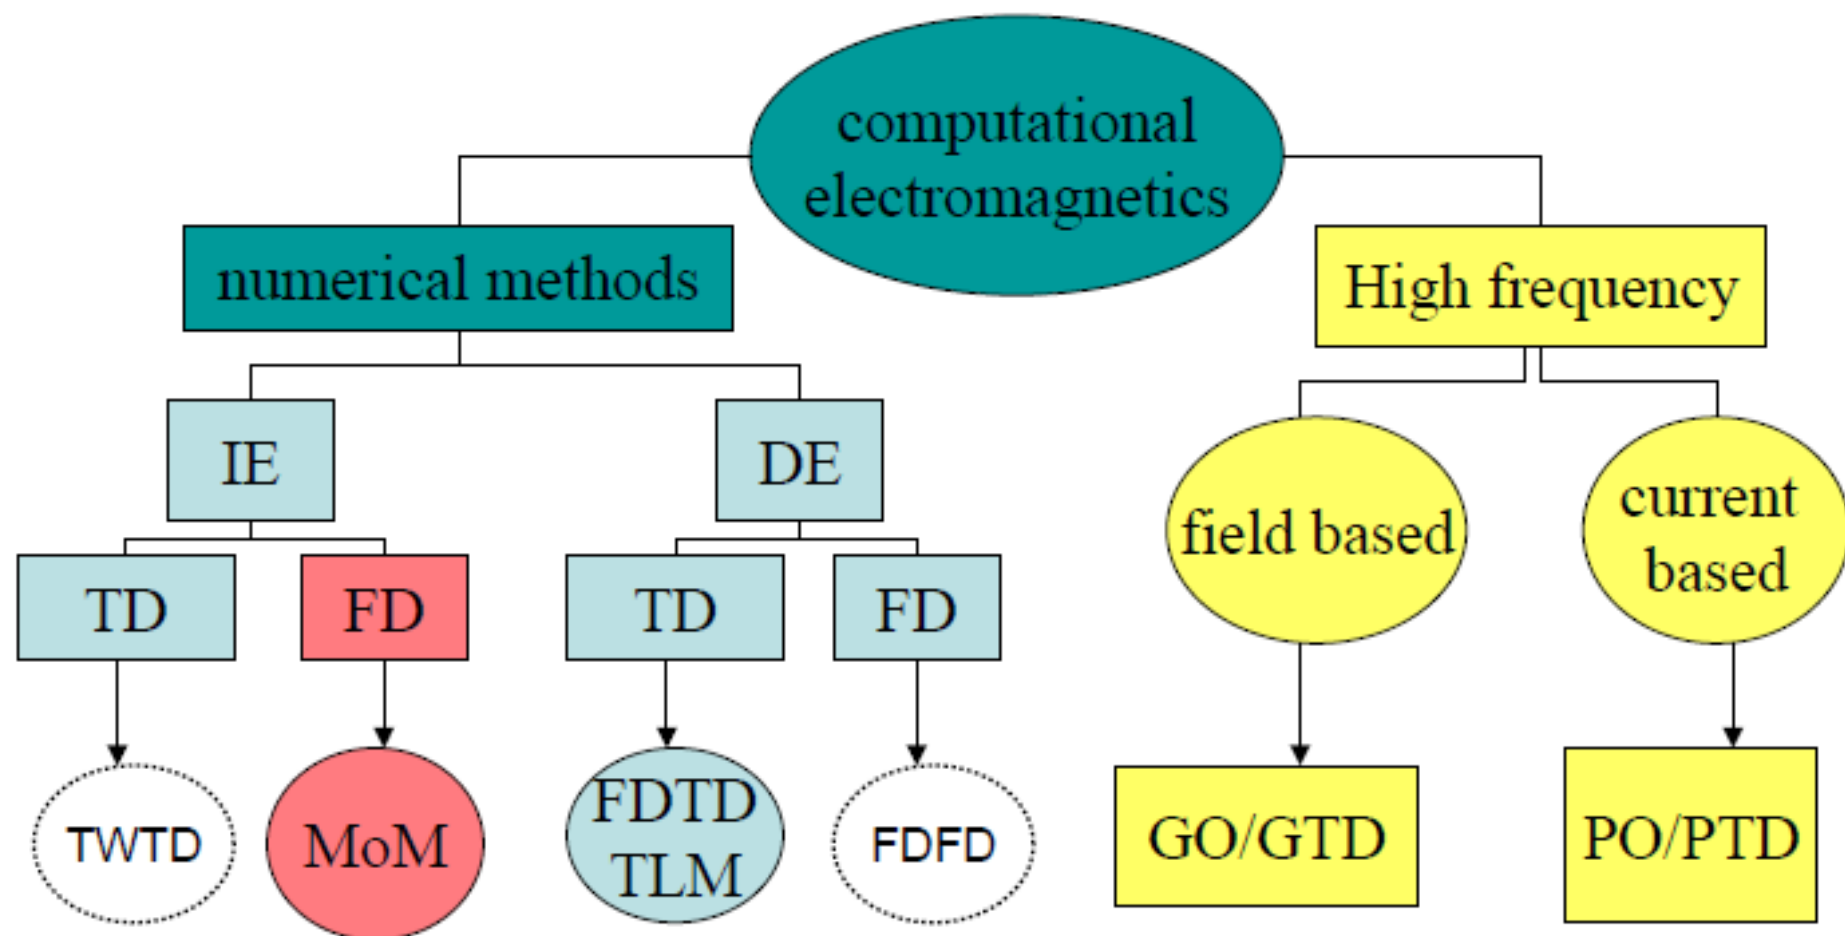 computational
electromagnetics
numerical methods
High frequency
IE
DE
field based
current
based
TD
FD
TD
FD
TWTD
MoM
FDTD
TLM
FDFD
GO/GTD
PO/PTD